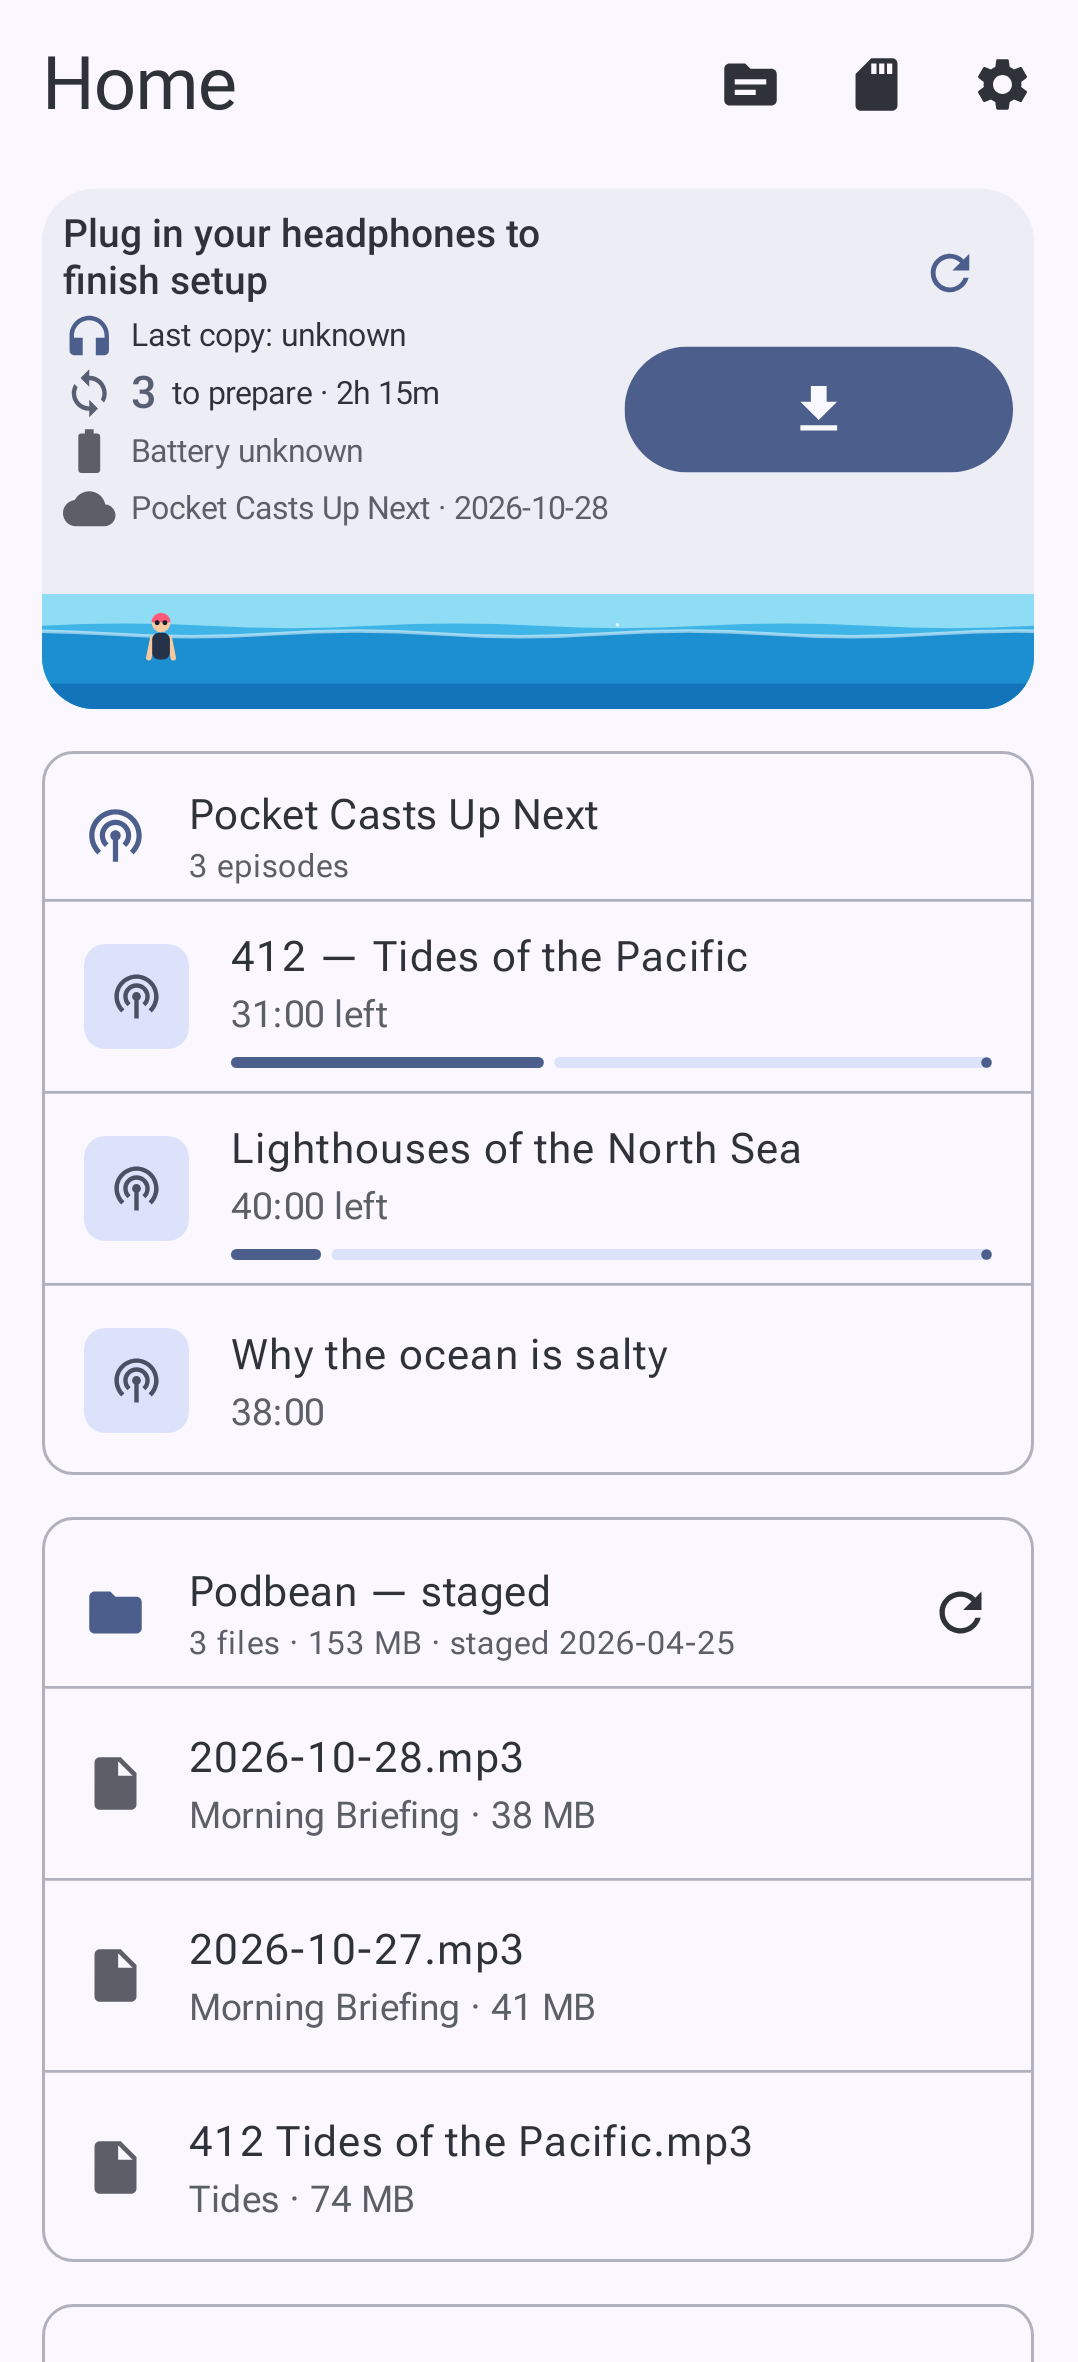 Home
Plug in your headphones to
finish setup
Last copy: unknown
3 to prepare · 2h 15m
Battery unknown
Pocket Casts Up Next · 2026-10-28
Pocket Casts Up Next
3 episodes
412 — Tides of the Pacific
31:00 left
Lighthouses of the North Sea
40:00 left
Why the ocean is salty
38:00
Podbean — staged
3 files · 153 MB · staged 2026-04-25
2026-10-28.mp3
Morning Briefing · 38 MB
2026-10-27.mp3
Morning Briefing · 41 MB
412 Tides of the Pacific.mp3
Tides · 74 MB